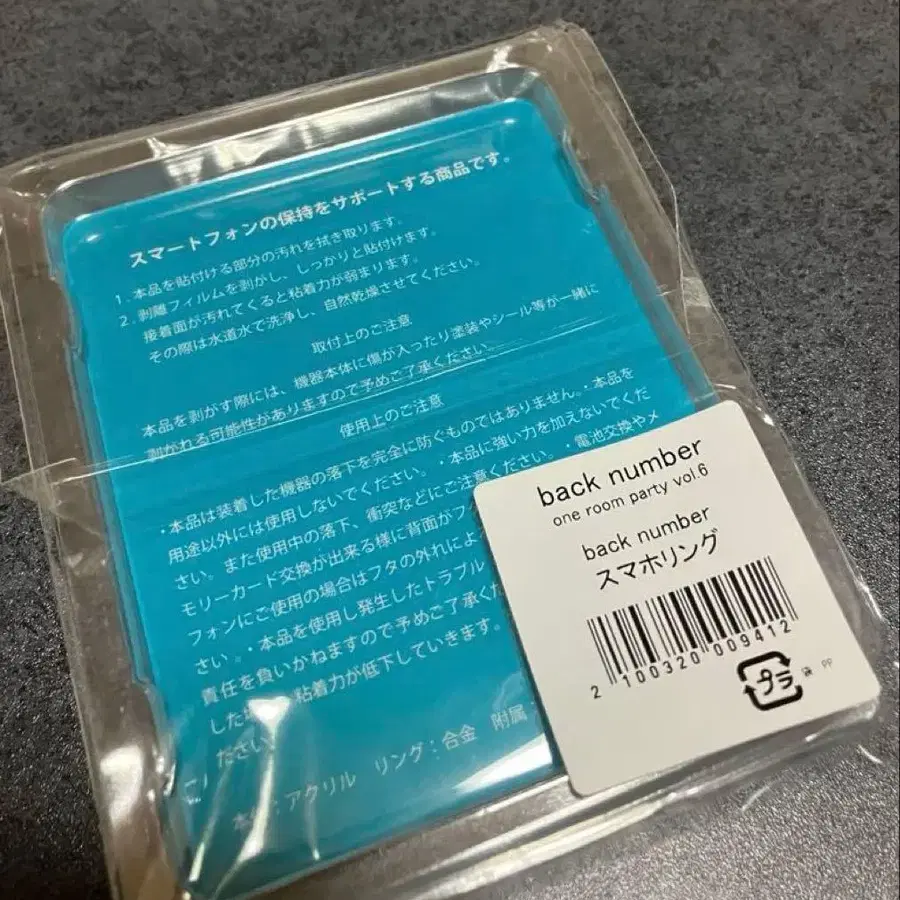 スマートフォンの保持をサポートする商品です。
1. 本品を貼付ける部分の汚れを拭き取ります。
2. 剥離フィルムを剥がし、しっかりと貼付けます。
接着面が汚れてくると粘着力が弱まります。
その際は水道水で洗浄し、自然乾燥させてください。
取付上のご注意
本品を剥がす際には、機器本体に傷が入ったり塗装やシール等が一緒に
剥がれる可能性がありますので予めご了承ください。
使用上のご注意
・本品は装着した機器の落下を完全に防ぐものではありません。・本品を
用途以外には使用しないでください。・本品に強い力を加えないでくだ
さい。また使用中の落下、衝突などにご注意ください。・電池交換やメ
モリーカード交換が出来る様に背面がフ
フォンにご使用の場合はフタの外れによ
さい。・本品を使用し発生したトラブル
責任を負いかねますので予めご了承く
した 粘着力が低下していきます。
ださい。
本体：アクリル リング：合金 附属
back number
one room party vol.6
back number
スマホリング
2 100320 009412
プラ 袋 PP